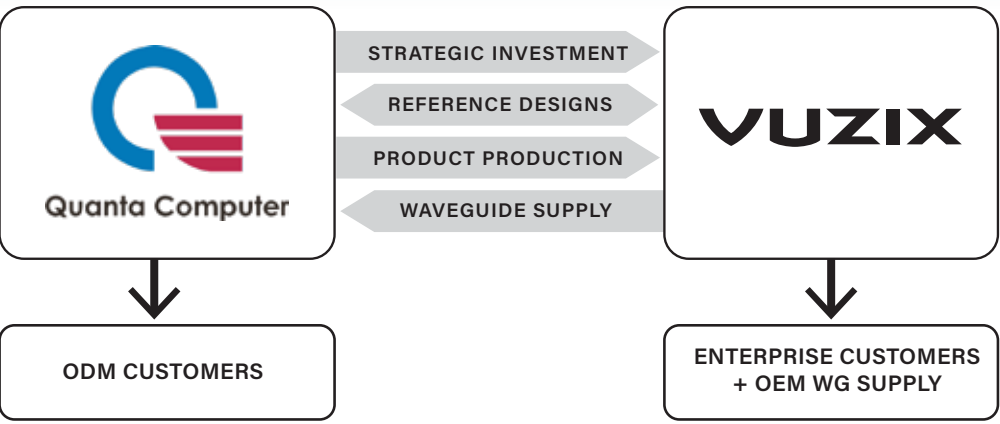 STRATEGIC INVESTMENT
REFERENCE DESIGNS
PRODUCT PRODUCTION
WAVEGUIDE SUPPLY
Quanta Computer
VUZIX
ODM CUSTOMERS
ENTERPRISE CUSTOMERS
+ OEM WG SUPPLY